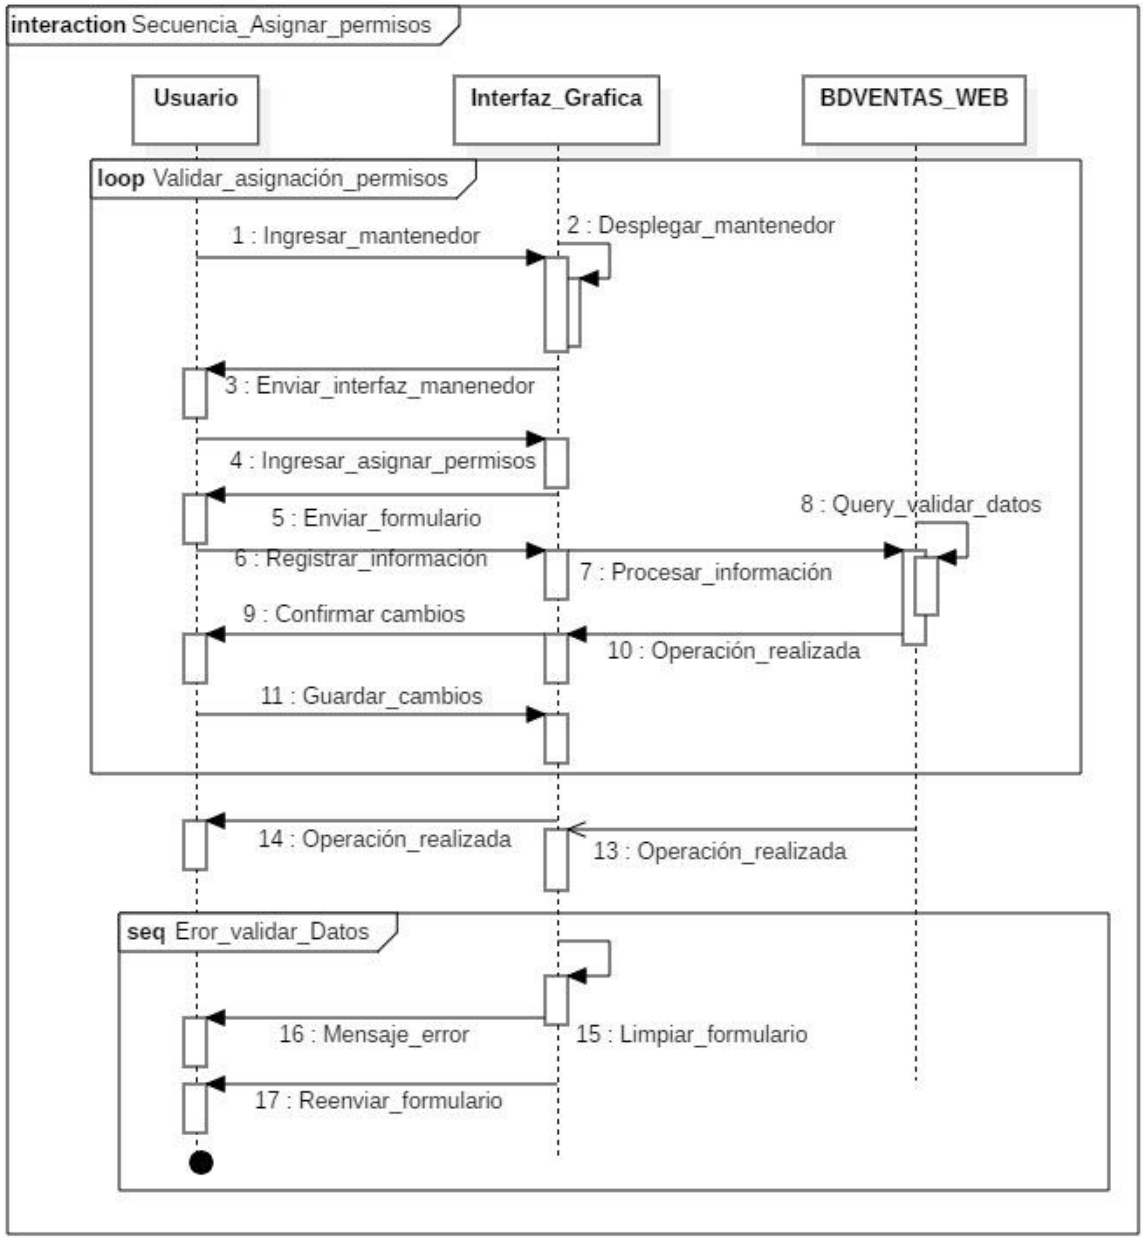 interaction Secuencia_Asignar_permisos
Usuario
Interfaz_Grafica
BDVENTAS_WEB
loop Validar_asignación_permisos
1 : Ingresar_mantenedor
2 : Desplegar_mantenedor
3 : Enviar_interfaz_manenedor
4 : Ingresar_asignar_permisos
5 : Enviar_formulario
8 : Query_validar_datos
6 : Registrar_información
7 : Procesar_información
9 : Confirmar cambios
10 : Operación_realizada
11 : Guardar_cambios
14 : Operación_realizada
13 : Operación_realizada
seq Eror_validar_Datos
16 : Mensaje_error
15 : Limpiar_formulario
17 : Reenviar_formulario